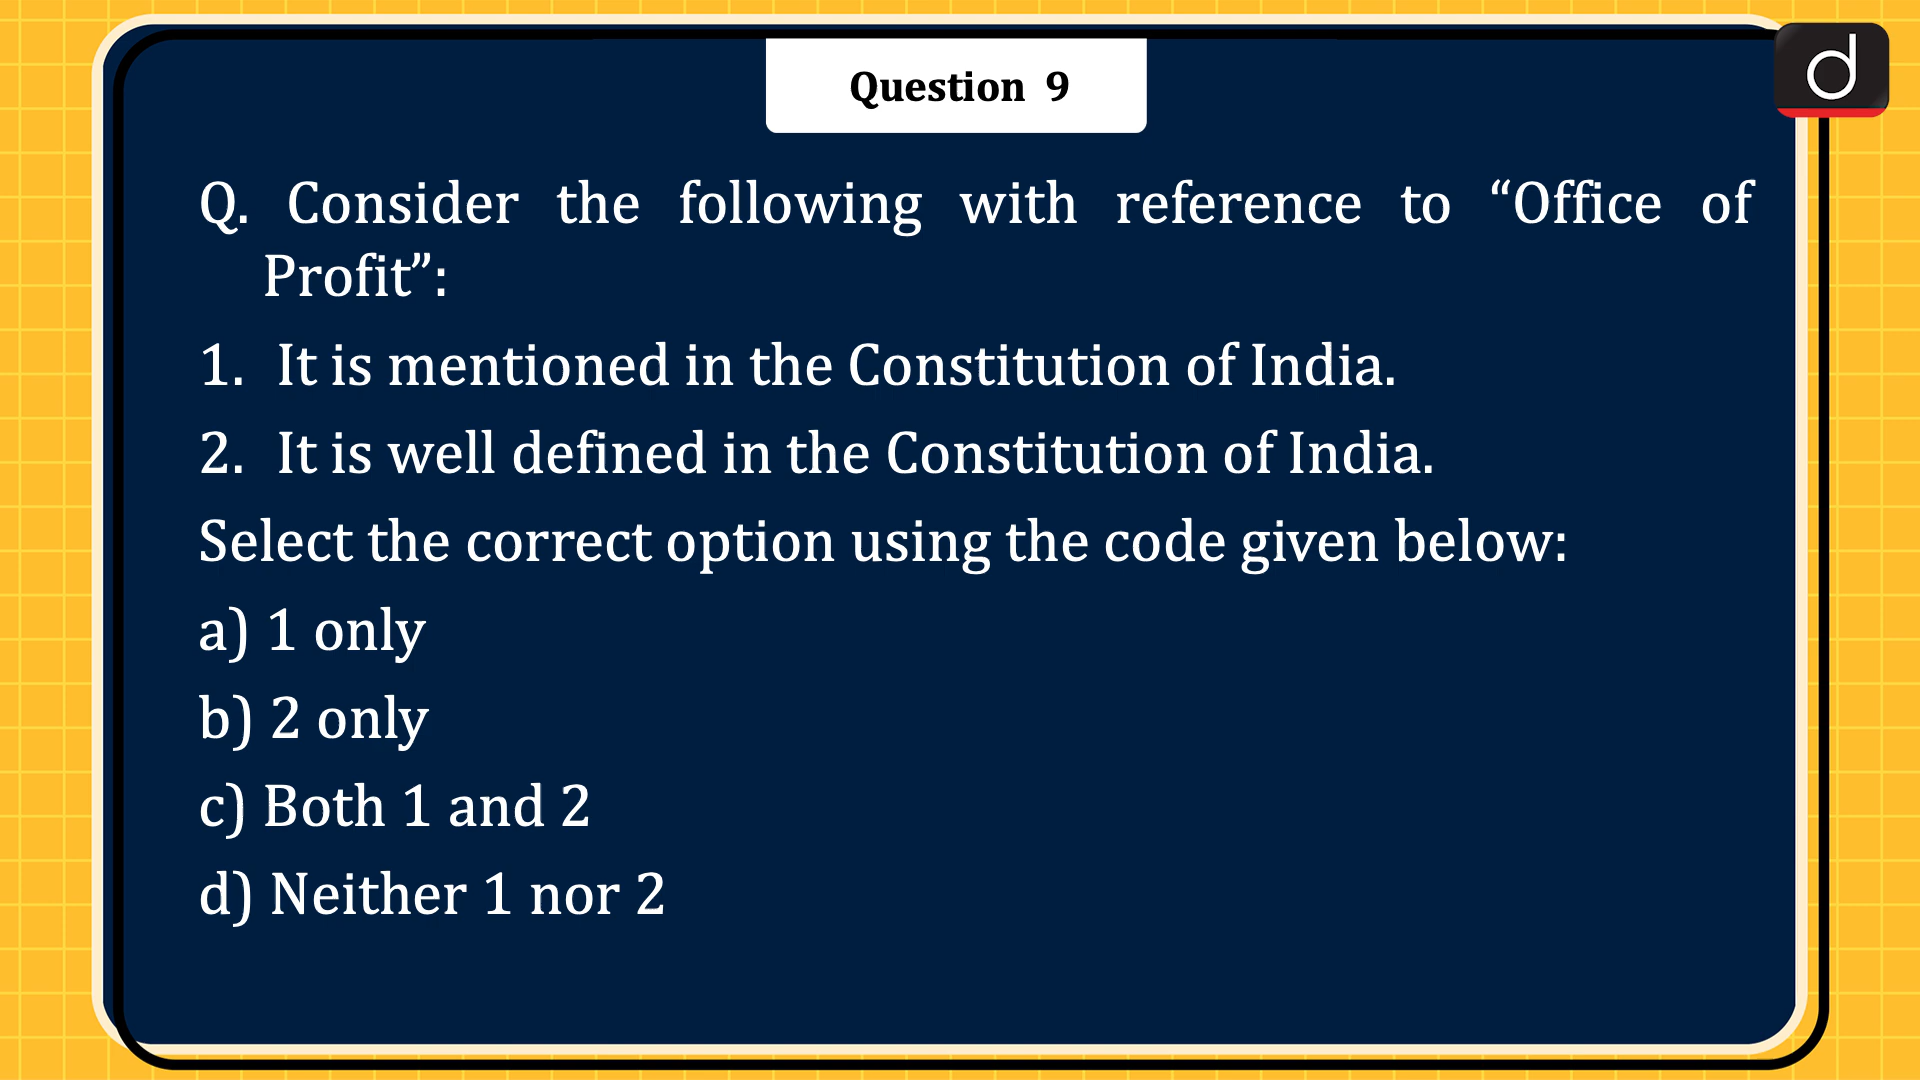 Question 9
Q. Consider the following with reference to “Office of
Profit”:
1. It is mentioned in the Constitution of India.
2. It is well defined in the Constitution of India.
Select the correct option using the code given below:
a) 1 only
b) 2 only
c) Both 1 and 2
d) Neither 1 nor 2